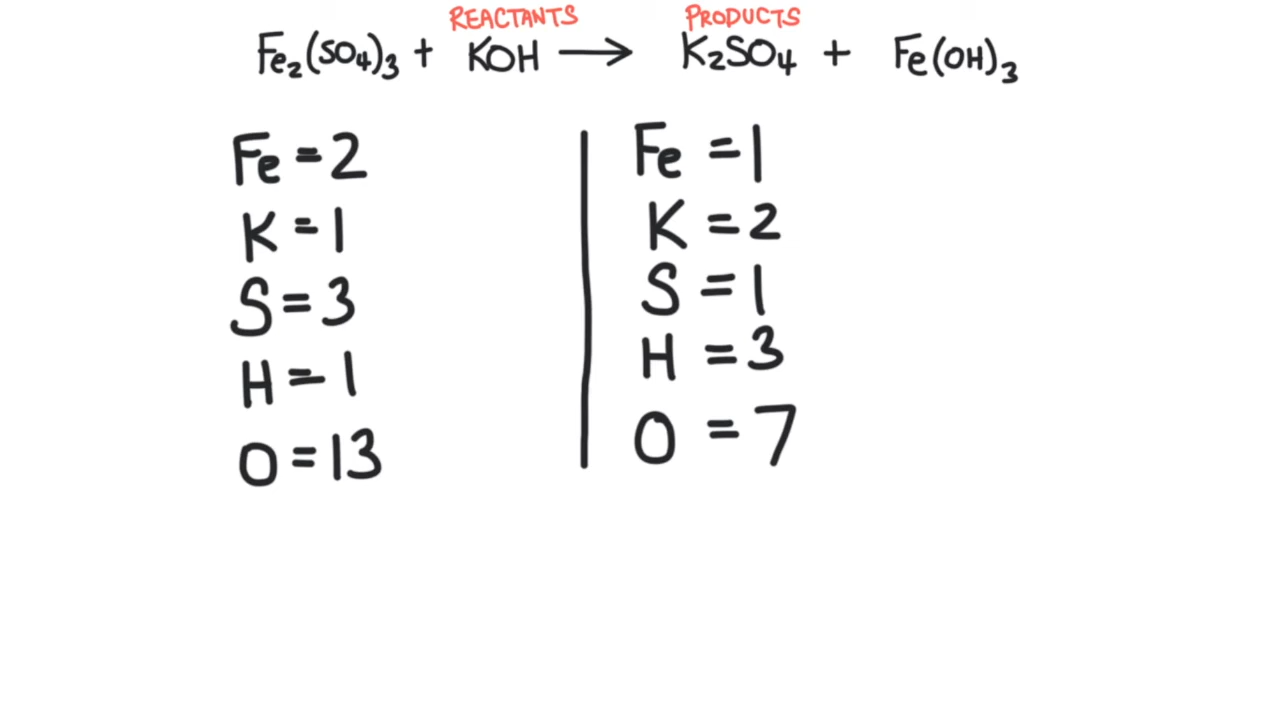 REACTANTS PRODUCTS
Fe₂(SO₄)₃ + KOH → K₂SO₄ + Fe(OH)₃
Fe = 2 Fe = 1
K = 1 K = 2
S = 3 S = 1
H = 1 H = 3
O = 13 O = 7